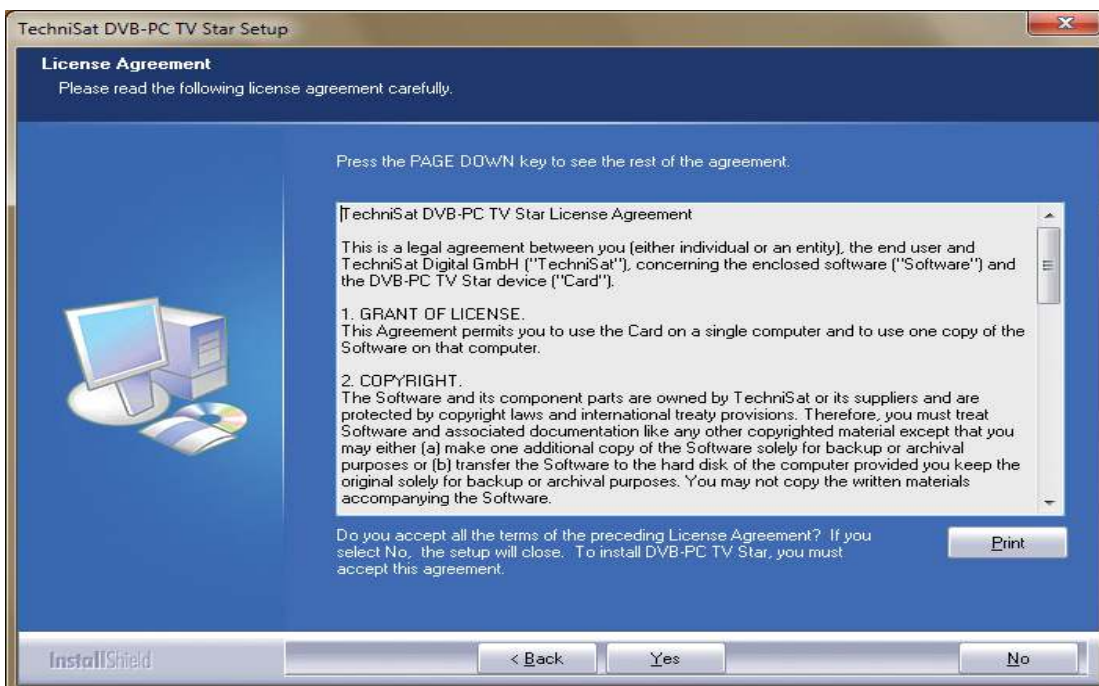 TechniSat DVB-PC TV Star Setup
License Agreement
Please read the following license agreement carefully.
Press the PAGE DOWN key to see the rest of the agreement.
TechniSat DVB-PC TV Star License Agreement
This is a legal agreement between you (either individual or an entity), the end user and
TechniSat Digital GmbH ("TechniSat"), concerning the enclosed software ("Software") and
the DVB-PC TV Star device ("Card").
1. GRANT OF LICENSE.
This Agreement permits you to use the Card on a single computer and to use one copy of the
Software on that computer.
2. COPYRIGHT.
The Software and its component parts are owned by TechniSat or its suppliers and are
protected by copyright laws and international treaty provisions. Therefore, you must treat
Software and associated documentation like any other copyrighted material except that you
may either (a) make one additional copy of the Software solely for backup or archival
purposes or (b) transfer the Software to the hard disk of the computer provided you keep the
original solely for backup or archival purposes. You may not copy the written materials
accompanying the Software.
Do you accept all the terms of the preceding License Agreement? If you
select No, the setup will close. To install DVB-PC TV Star, you must
accept this agreement.
Print
InstallShield
< Back
Yes
No